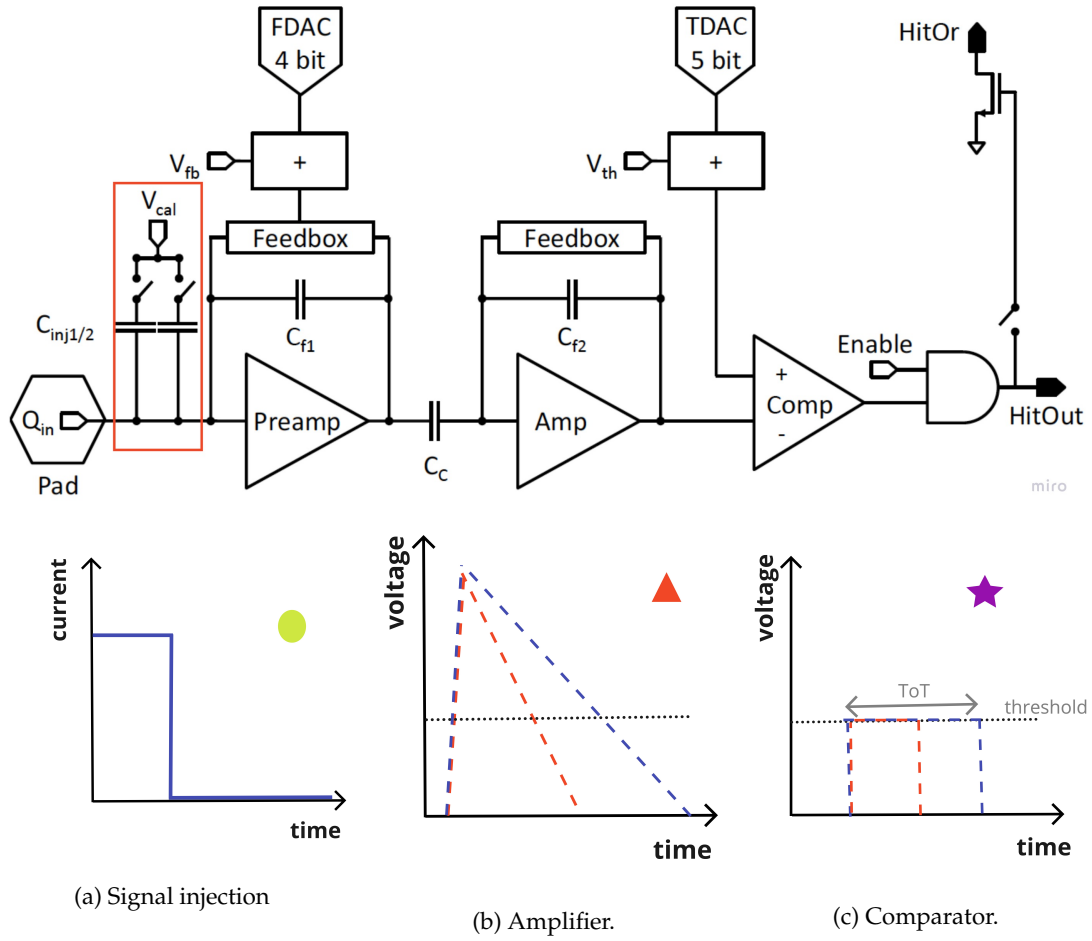 FDAC
4 bit
TDAC
5 bit
HitOr
V_fb
+
V_th
+
V_cal
Feedbox
Feedbox
C_inj1/2
C_f1
C_f2
Enable
Q_in
Preamp
Amp
+
Comp
-
HitOut
Pad
C_C
miro
current
time
voltage
time
voltage
ToT
threshold
time
(a) Signal injection
(b) Amplifier.
(c) Comparator.